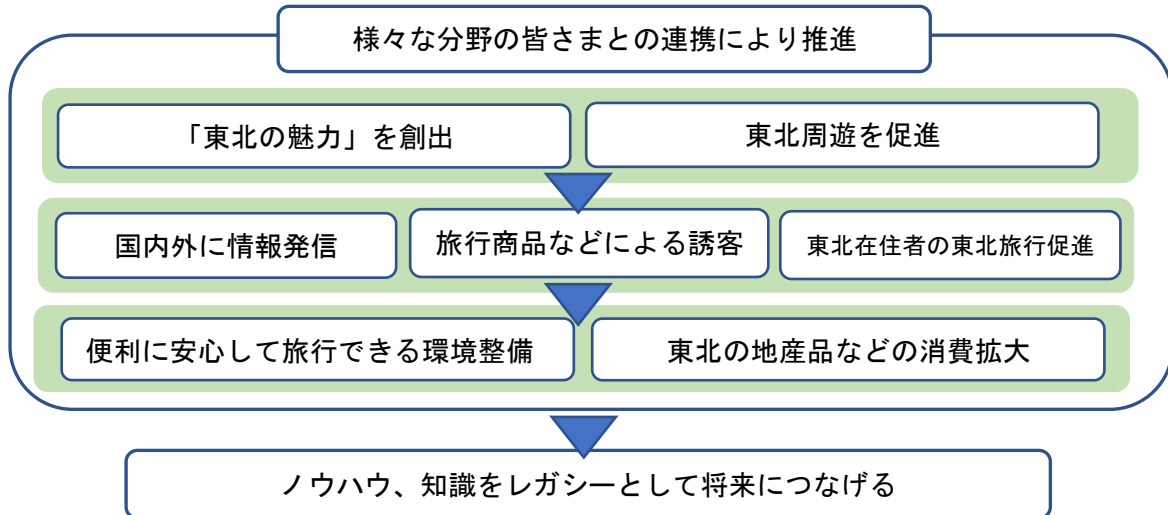 様々な分野の皆さまとの連携により推進
「東北の魅力」を創出
東北周遊を促進
国内外に情報発信
旅行商品などによる誘客
東北在住者の東北旅行促進
便利に安心して旅行できる環境整備
東北の地産品などの消費拡大
ノウハウ、知識をレガシーとして将来につなげる